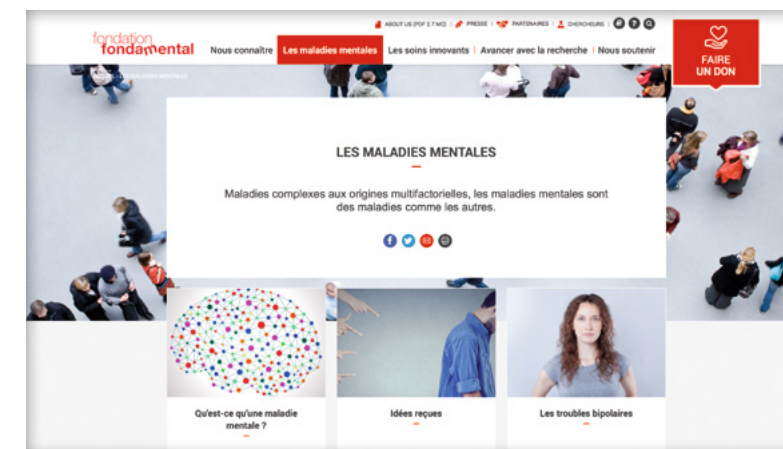 ABOUT US (PDF 2.7 MO) | PRESSE | PARTENAIRES | CHERCHEURS
fondation
fondamental
Nous connaître Les maladies mentales Les soins innovants | Avancer avec la recherche | Nous soutenir
FAIRE
UN DON
LES MALADIES MENTALES
LES MALADIES MENTALES
Maladies complexes aux origines multifactorielles, les maladies mentales sont
des maladies comme les autres.
Qu'est-ce qu'une maladie
mentale ?
Idées reçues
Les troubles bipolaires